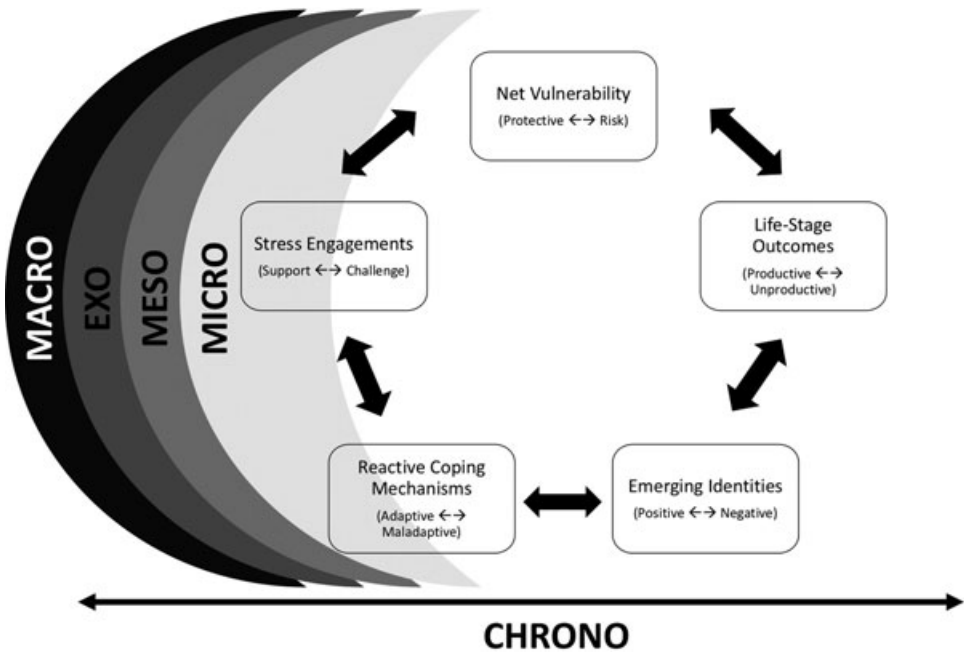 Net Vulnerability
(Protective ←→ Risk)
Stress Engagements
(Support ←→ Challenge)
Life-Stage
Outcomes
(Productive ←→
Unproductive)
Reactive Coping
Mechanisms
(Adaptive ←→
Maladaptive)
Emerging Identities
(Positive ←→ Negative)
MACRO
EXO
MESO
MICRO
CHRONO